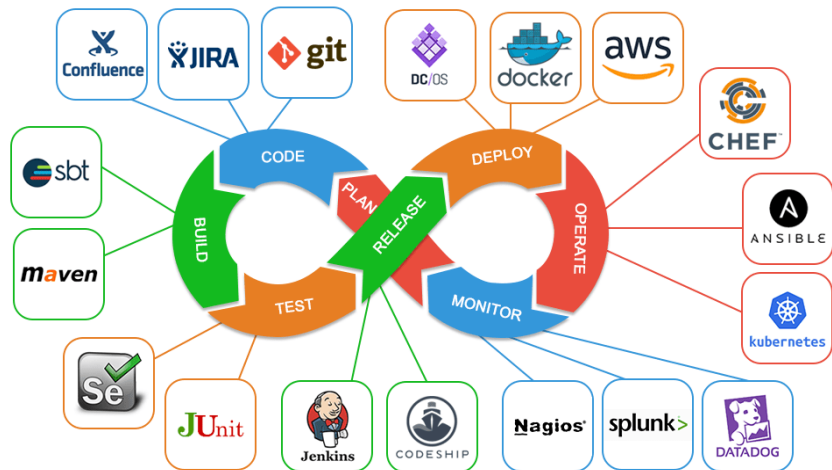 Confluence
JIRA
git
DC/OS
docker
aws
CHEF™
sbt
CODE
DEPLOY
PLAN
RELEASE
BUILD
OPERATE
ANSIBLE
maven
TEST
MONITOR
kubernetes
Se
JUnit
Jenkins
CODESHIP
Nagios®
splunk>
DATADOG